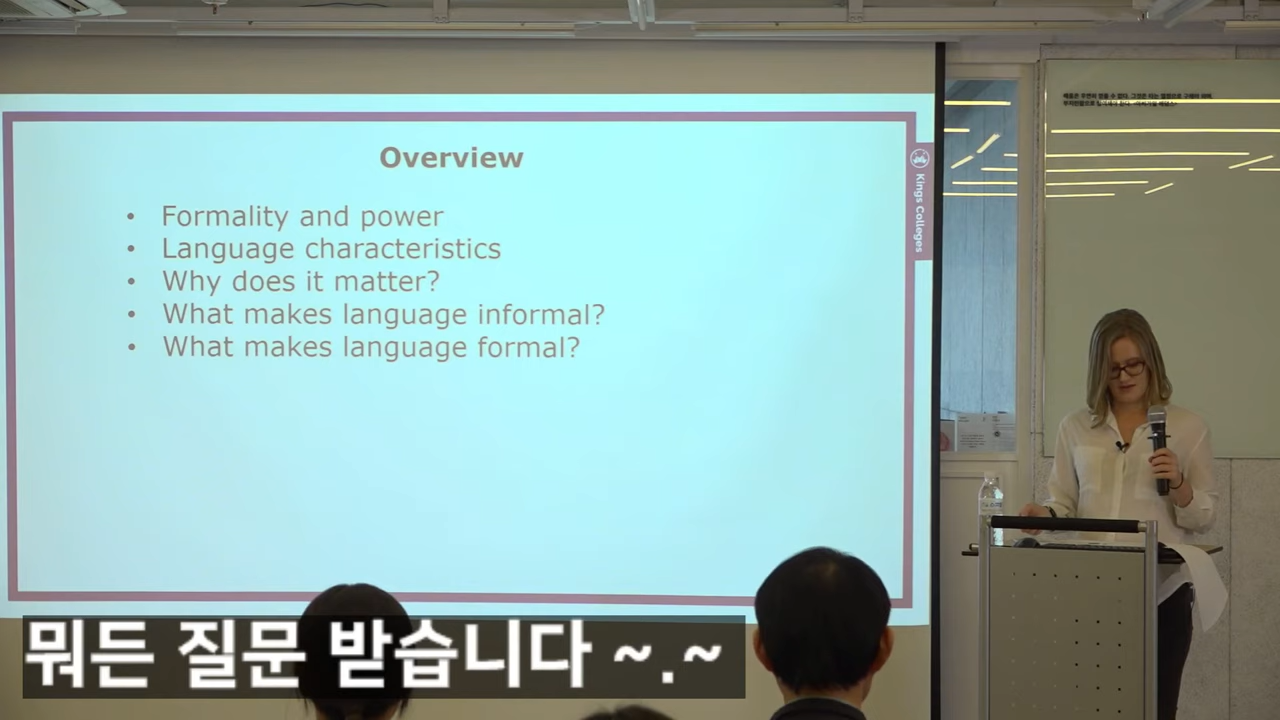 Overview
• Formality and power
• Language characteristics
• Why does it matter?
• What makes language informal?
• What makes language formal?
Kings Colleges
뭐든 질문 받습니다 ~.~